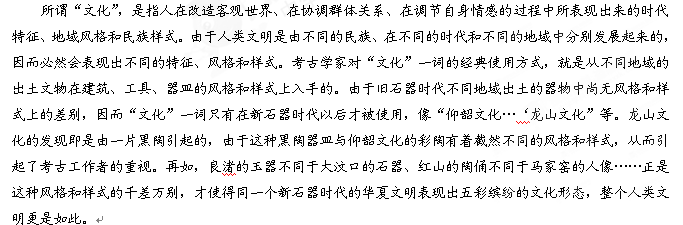 所谓“文化”，是指人在改造客观世界、在协调群体关系、在调节自身情感的过程中所表现出来的时代
特征、地域风格和民族样式。由于人类文明是由不同的民族、在不同的时代和不同的地域中分别发展起来的，
因而必然会表现出不同的特征、风格和样式。考古学家对“文化”一词的经典使用方式，就是从不同地域的
出土文物在建筑、工具、器皿的风格和样式上入手的。由于旧石器时代不同地域出土的器物中尚无风格和样
式上的差别，因而“文化”一词只有在新石器时代以后才被使用，像“仰韶文化…‘龙山文化”等。龙山文
化的发现即是由一片黑陶引起的，由于这种黑陶器皿与仰韶文化的彩陶有着截然不同的风格和样式，从而引
起了考古工作者的重视。再如，良渚的玉器不同于大汶口的石器、红山的陶俑不同于马家窑的人像……正是
这种风格和样式的千差万别，才使得同一个新石器时代的华夏文明表现出五彩缤纷的文化形态，整个人类文
明更是如此。